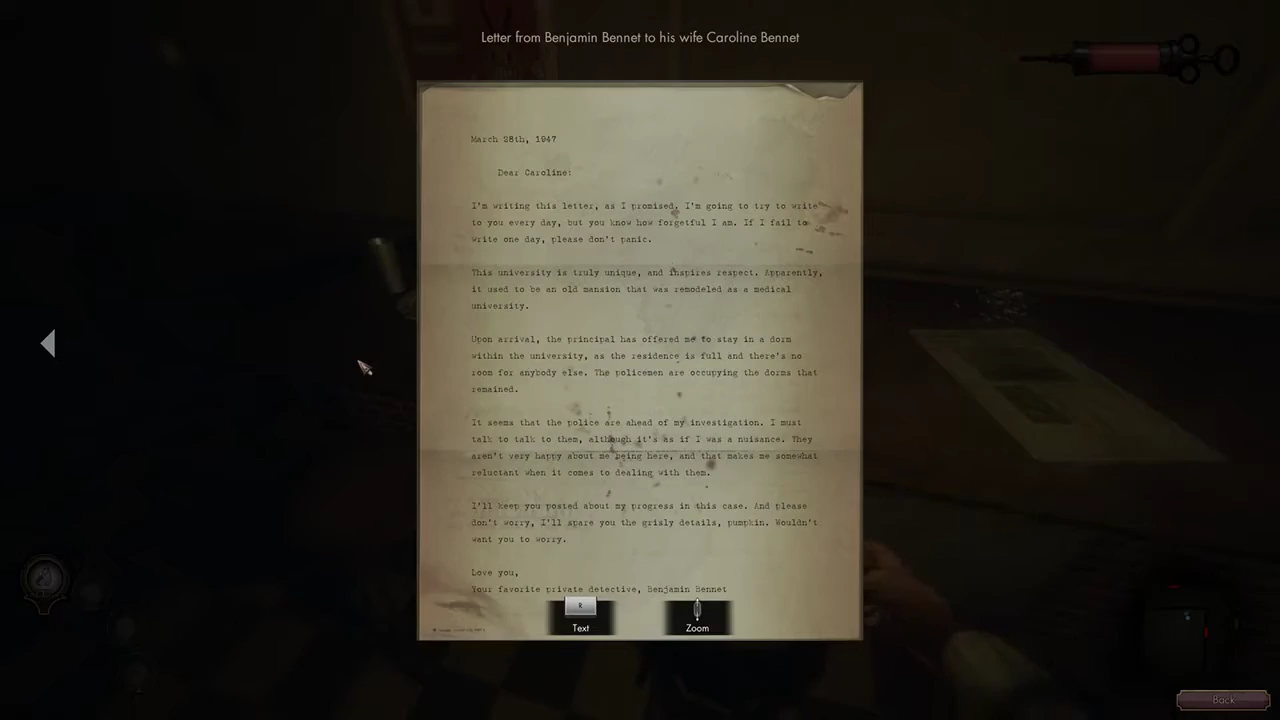 Letter from Benjamin Bennet to his wife Caroline Bennet
March 28th, 1947
Dear Caroline:
I'm writing this letter, as I promised. I'm going to try to write
to you every day, but you know how forgetful I am. If I fail to
write one day, please don't panic.
This university is truly unique, and inspires respect. Apparently,
it used to be an old mansion that was remodeled as a medical
university.
Upon arrival, the principal has offered me to stay in a dorm
within the university, as the residence is full and there's no
room for anybody else. The policemen are occupying the dorms that
remained.
It seems that the police are ahead of my investigation. I must
talk to talk to them, although it's as if I was a nuisance. They
aren't very happy about me being here, and that makes me somewhat
reluctant when it comes to dealing with them.
I'll keep you posted about my progress in this case. And please
don't worry, I'll spare you the grisly details, pumpkin. Wouldn't
want you to worry.
Love you,
Your favorite private detective, Benjamin Bennet
R
Text
Zoom
Back